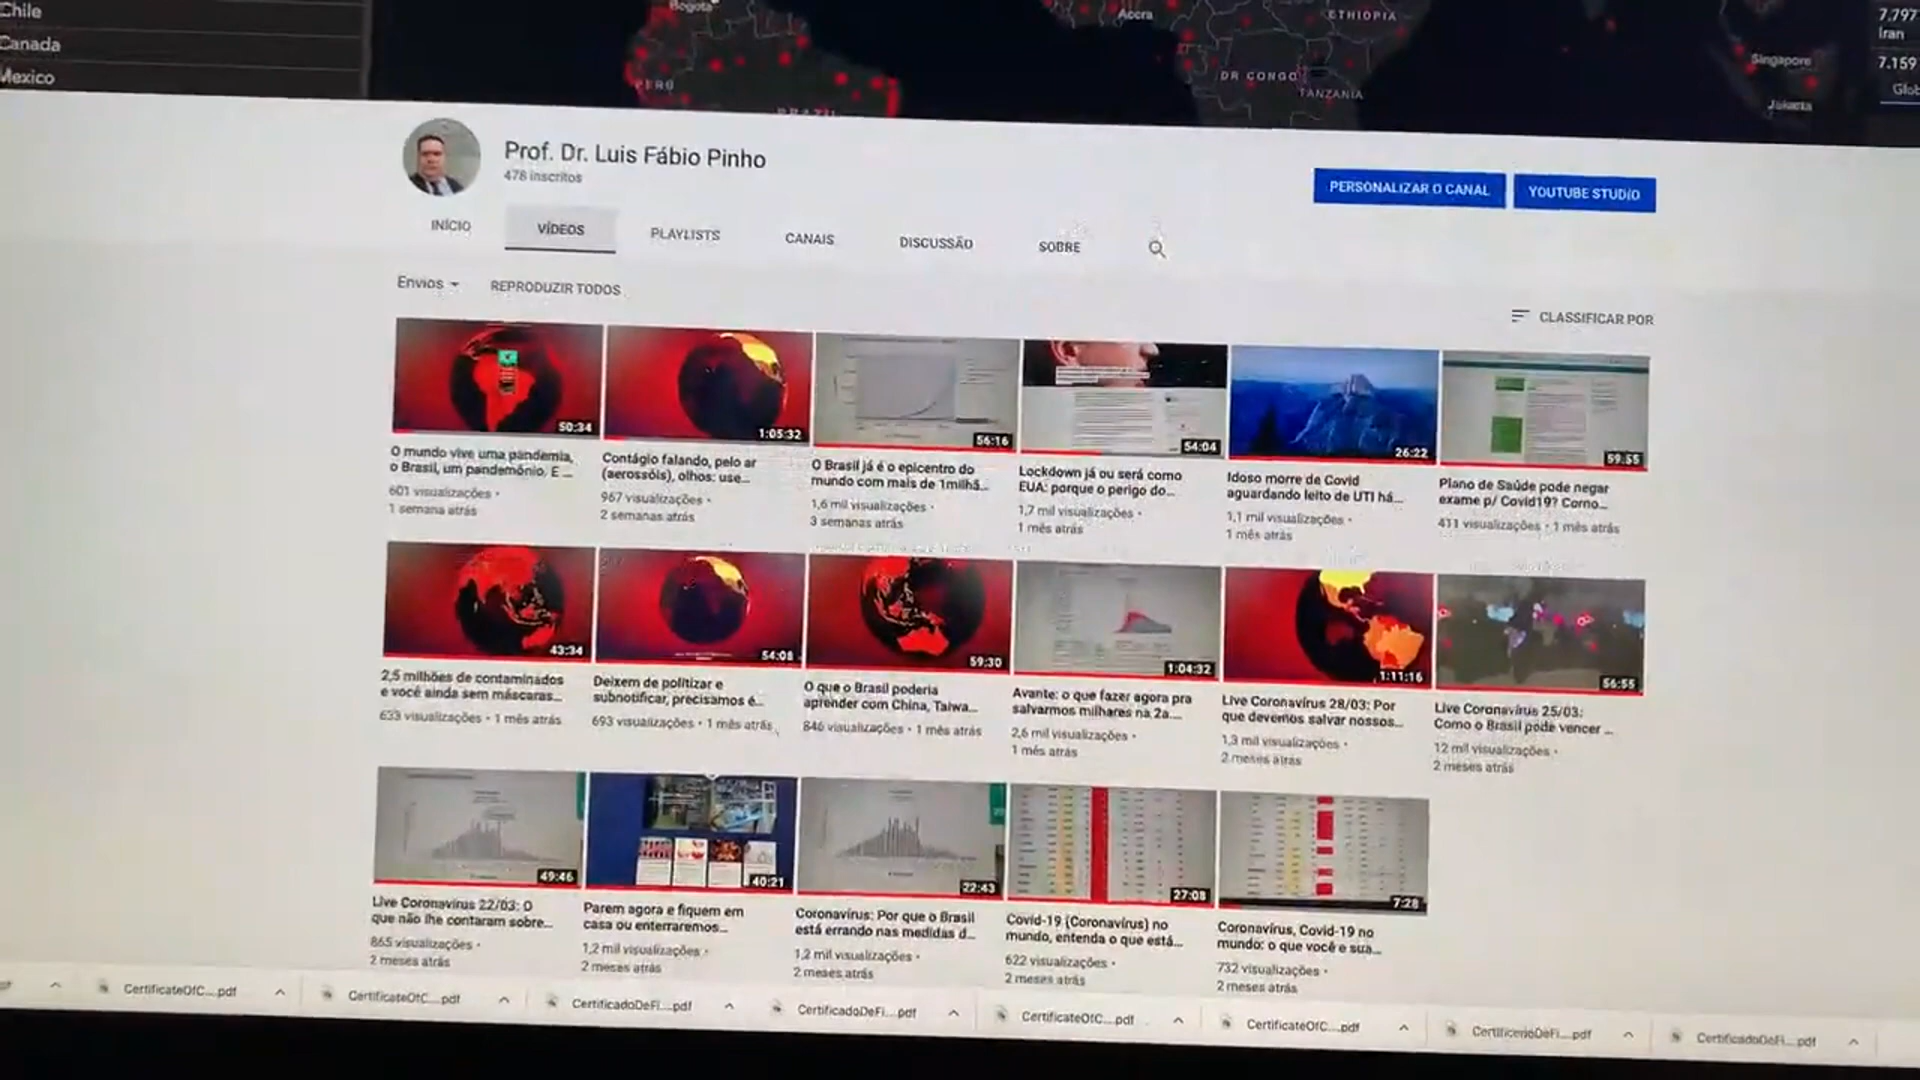 Chile
Canada
Mexico
Bogota
PERU
BRAZIL
Accra
ETHIOPIA
DR CONGO
TANZANIA
Singapore
Jakarta
7.797
Iran
7.159
Prof. Dr. Luis Fábio Pinho
478 inscritos
PERSONALIZAR O CANAL
YOUTUBE STUDIO
INÍCIO
VÍDEOS
PLAYLISTS
CANAIS
DISCUSSÃO
SOBRE
Envios
REPRODUZIR TODOS
CLASSIFICAR POR
50:34
1:05:32
56:16
54:04
26:22
59:55
O mundo vive uma pandemia,
o Brasil, um pandemônio. E ...
601 visualizações •
1 semana atrás
Contágio falando, pelo ar
(aerossóis), olhos: use...
967 visualizações •
2 semanas atrás
O Brasil já é o epicentro do
mundo com mais de 1milhã...
1,6 mil visualizações •
3 semanas atrás
Lockdown já ou será como
EUA: porque o perigo do...
1,7 mil visualizações •
1 mês atrás
Idoso morre de Covid
aguardando leito de UTI há...
1,1 mil visualizações •
1 mês atrás
Plano de Saúde pode negar
exame p/ Covid19? Como...
411 visualizações • 1 mês atrás
43:34
54:08
59:30
1:04:32
1:11:16
56:55
2,5 milhões de contaminados
e você ainda sem máscaras...
633 visualizações • 1 mês atrás
Deixem de politizar e
subnotificar, precisamos é...
693 visualizações • 1 mês atrás
O que o Brasil poderia
aprender com China, Taiwa...
846 visualizações • 1 mês atrás
Avante: o que fazer agora pra
salvarmos milhares na 2a....
2,6 mil visualizações •
1 mês atrás
Live Coronavírus 28/03: Por
que devemos salvar nossos...
1,3 mil visualizações •
2 meses atrás
Live Coronavírus 25/03:
Como o Brasil pode vencer ...
12 mil visualizações •
2 meses atrás
49:46
40:21
22:43
27:08
7:28
Live Coronavírus 22/03: O
que não lhe contaram sobre...
865 visualizações •
2 meses atrás
Parem agora e fiquem em
casa ou enterraremos...
1,2 mil visualizações •
2 meses atrás
Coronavírus: Por que o Brasil
está errando nas medidas d...
1,2 mil visualizações •
2 meses atrás
Covid-19 (Coronavírus) no
mundo, entenda o que está...
622 visualizações •
2 meses atrás
Coronavírus, Covid-19 no
mundo: o que você e sua...
732 visualizações •
2 meses atrás
CertificateOfC....pdf
CertificateOfC....pdf
CertificadoDeFi....pdf
CertificadoDeFi....pdf
CertificateOfC....pdf
CertificateOfC....pdf
CertificadoDeFi....pdf
CertificadoDeFi....pdf